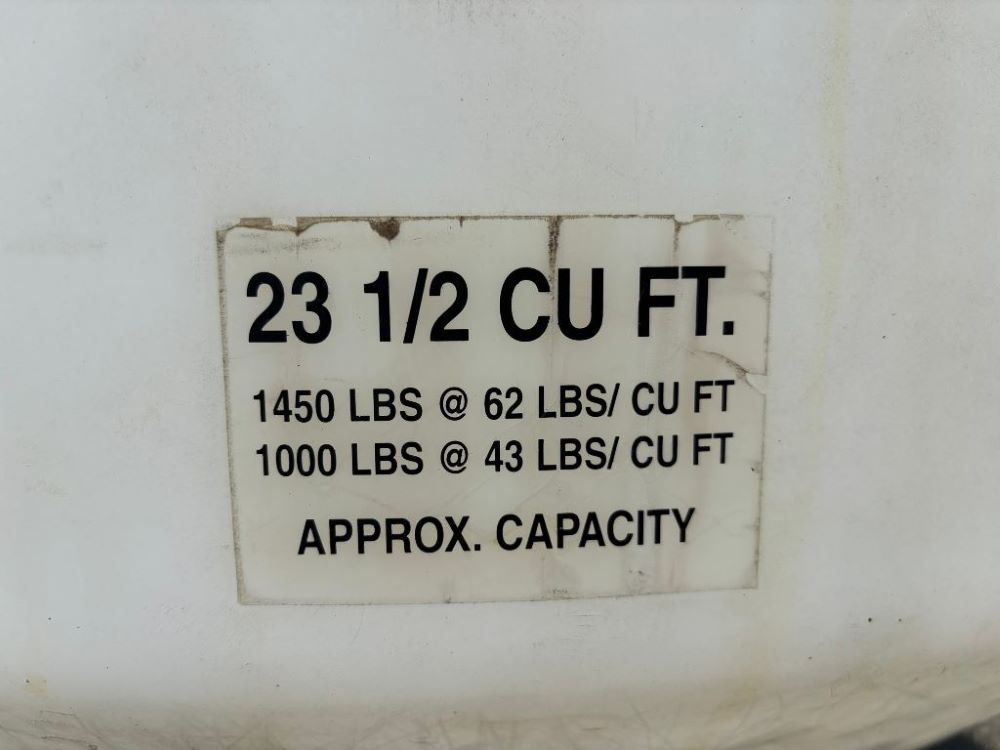 23 1/2 CU FT.
1450 LBS @ 62 LBS/ CU FT
1000 LBS @ 43 LBS/ CU FT
APPROX. CAPACITY